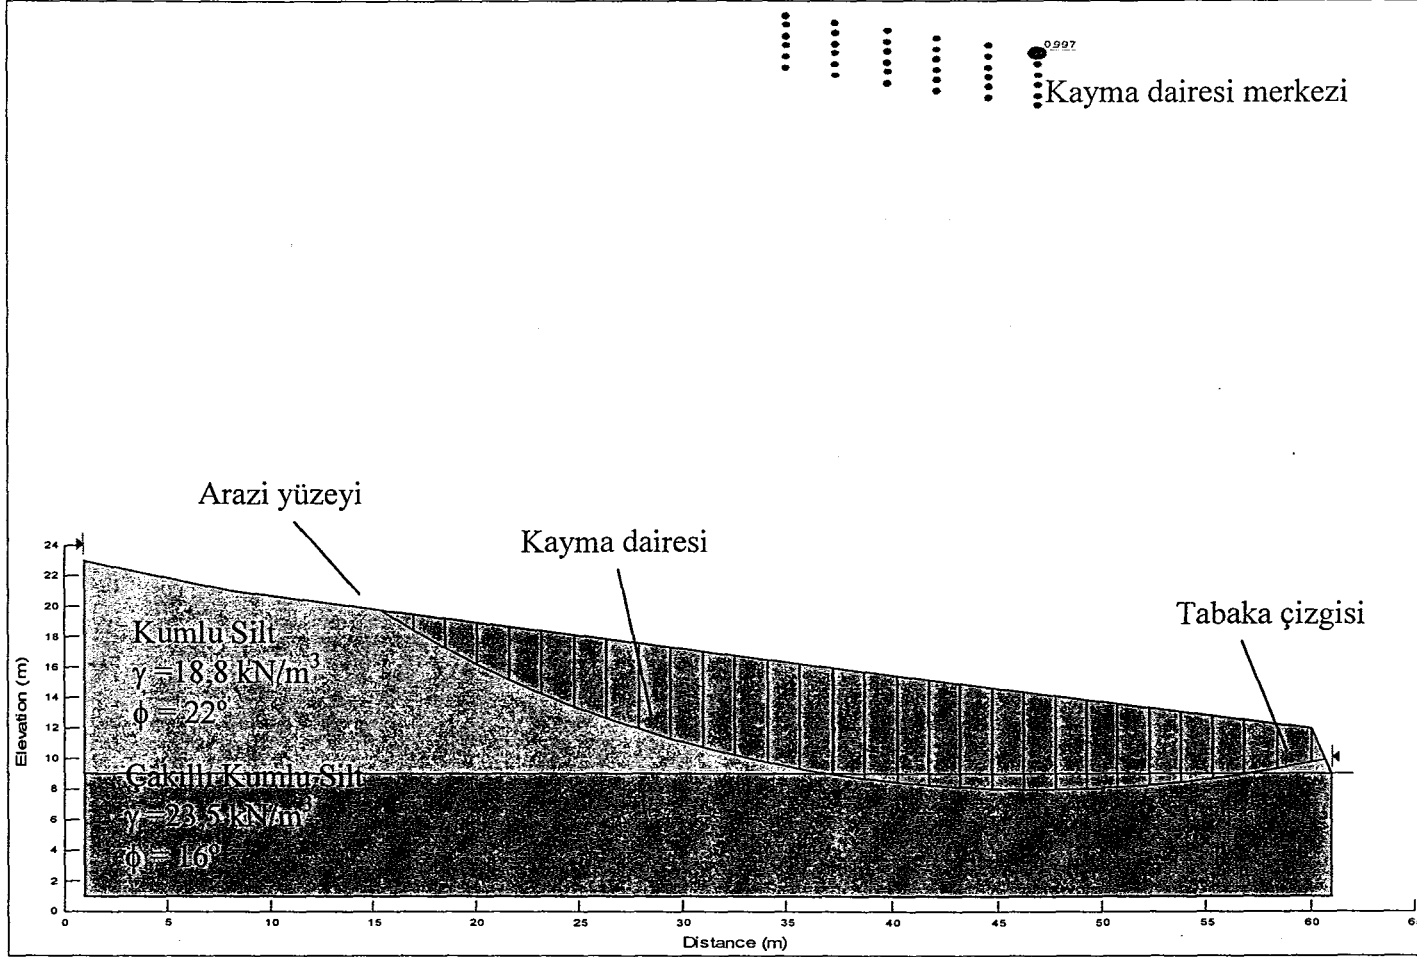 0.997
Kayma dairesi merkezi
Arazi yüzeyi
Kayma dairesi
Tabaka çizgisi
Kumlu Silt
γ =18,8 kN/m³
ϕ = 22°
Çakıllı Kumlu Silt
γ =23,5 kN/m³
ϕ = 16°
Elevation (m)
24
22
20
18
16
14
12
10
8
6
4
2
0
0 5 10 15 20 25 30 35 40 45 50 55 60
Distance (m)